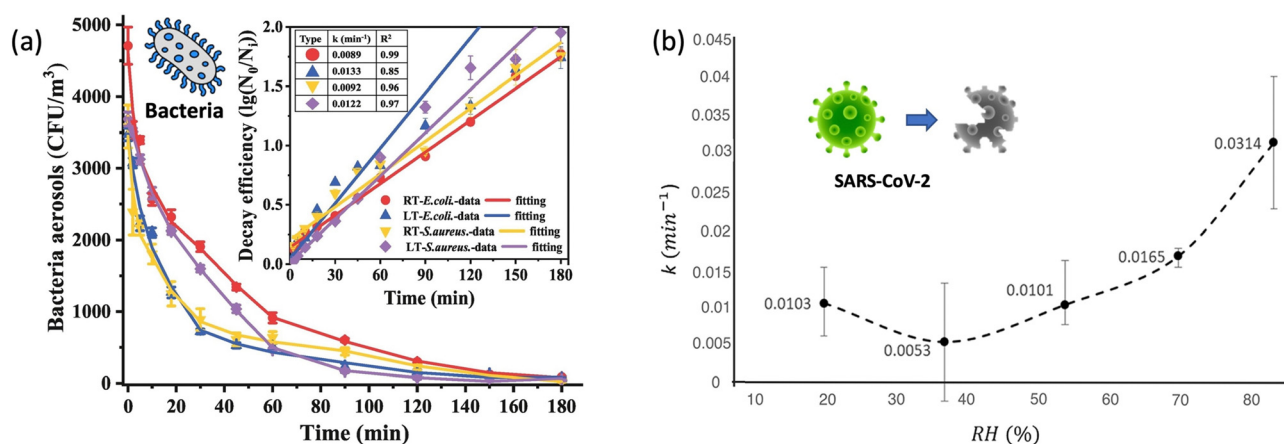 (a)
Bacteria
Bacteria aerosols (CFU/m³)
5000
4500
4000
3500
3000
2500
2000
1500
1000
500
0
0 20 40 60 80 100 120 140 160 180
Time (min)
Decay efficiency (lg(N₀/Nᵢ))
2.0
1.5
1.0
0.5
0.0
Type k (min⁻¹) R²
0.0089 0.99
0.0133 0.85
0.0092 0.96
0.0122 0.97
RT-E.coli.-data fitting
LT-E.coli.-data fitting
RT-S.aureus.-data fitting
LT-S.aureus.-data fitting
0 30 60 90 120 150 180
Time (min)
(b)
k (min⁻¹)
0.045
0.04
0.035
0.03
0.025
0.02
0.015
0.01
0.005
0
SARS-CoV-2
0.0103
0.0053
0.0101
0.0165
0.0314
10 20 30 40 50 60 70 80
RH (%)